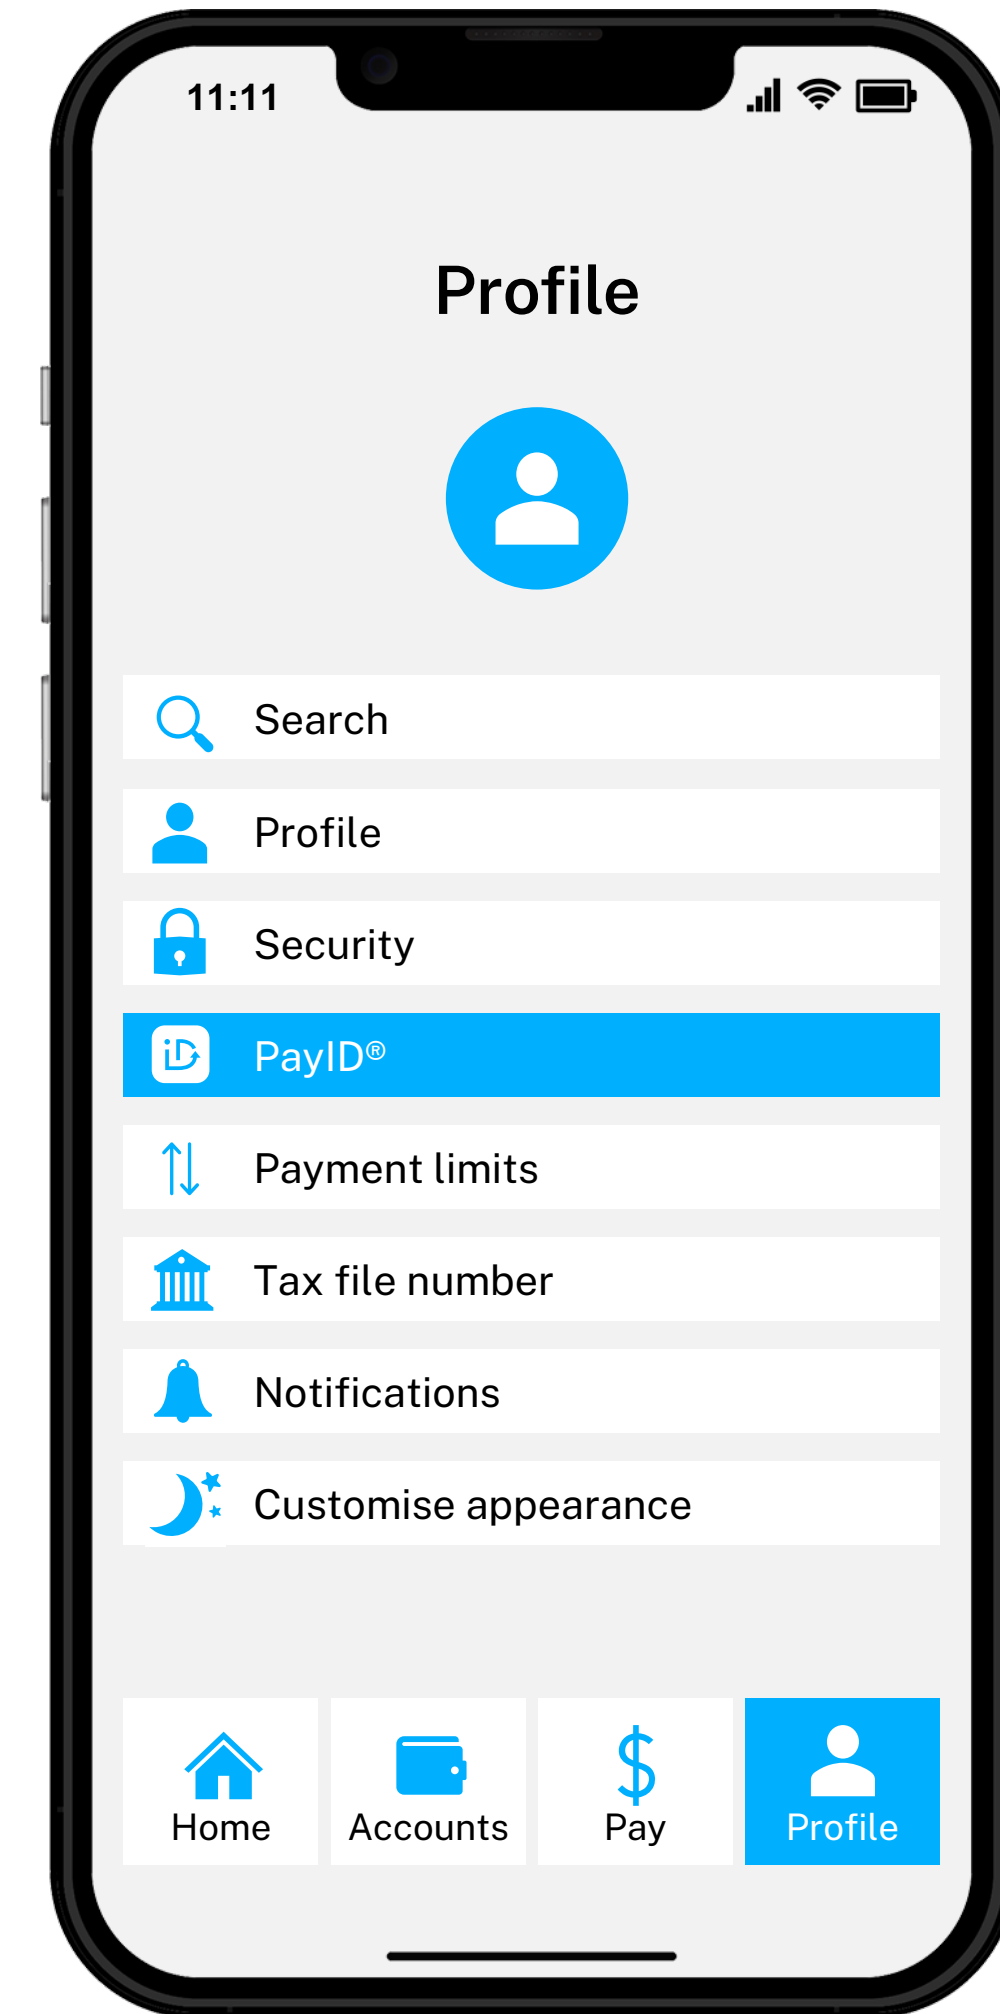 11:11
Profile
Search
Profile
Security
iD PayID®
Payment limits
Tax file number
Notifications
Customise appearance
Home Accounts Pay Profile